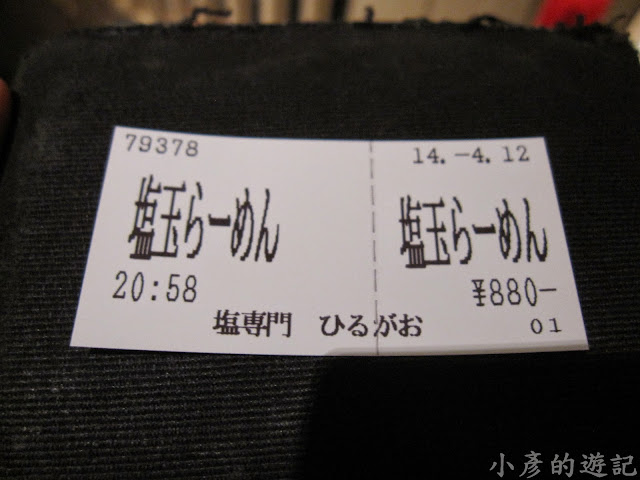 79378
14.-4.12
塩玉らーめん
塩玉らーめん
20:58
¥880-
塩専門 ひるがお
01
小彥的遊記